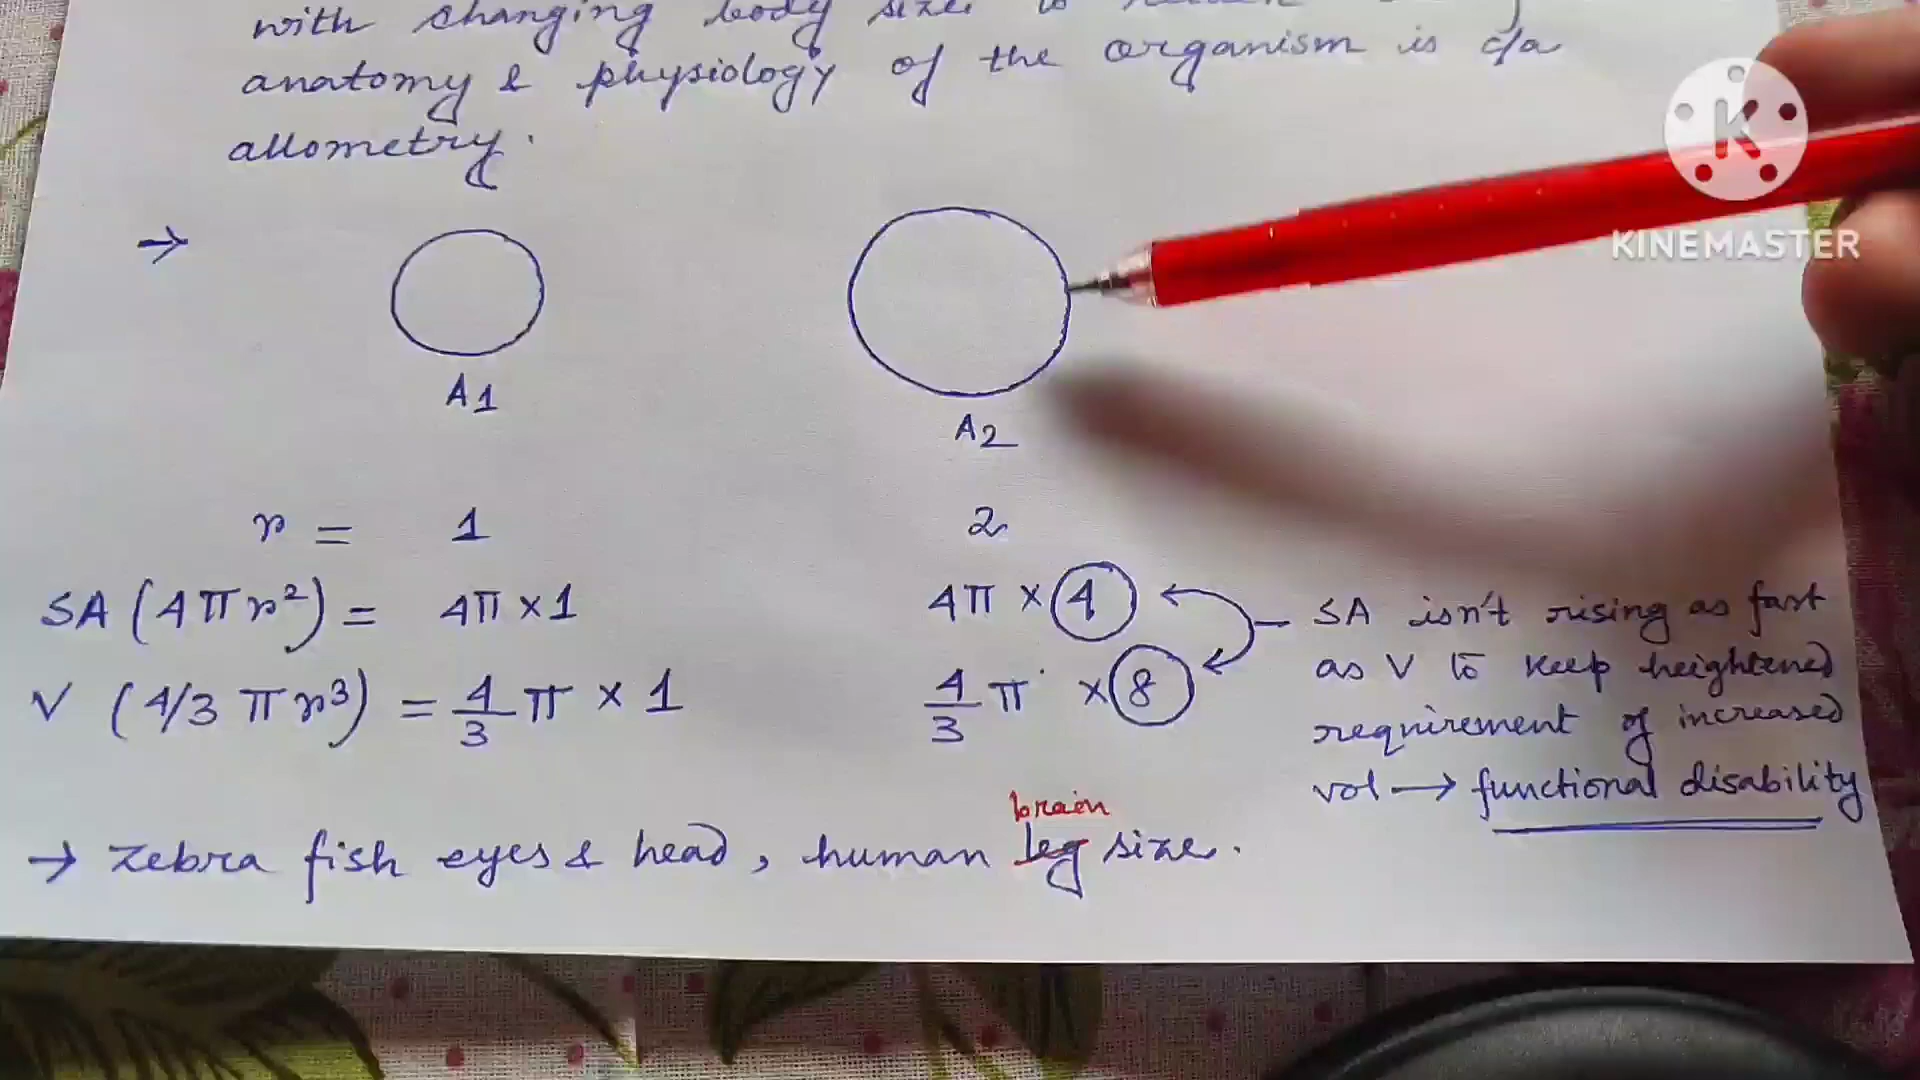 with changing body size to
anatomy & physiology of the organism is c/a
allometry.
K
KINEMASTER
→
A1
A2
r = 1 2
SA (4πr²) = 4π × 1 4π × 4
V (4/3 πr³) = 4/3 π × 1 4/3 π × 8
SA isn't rising as fast
as V to keep heightened
requirement of increased
vol → functional disability
brain
→ zebra fish eyes & head, human leg size.